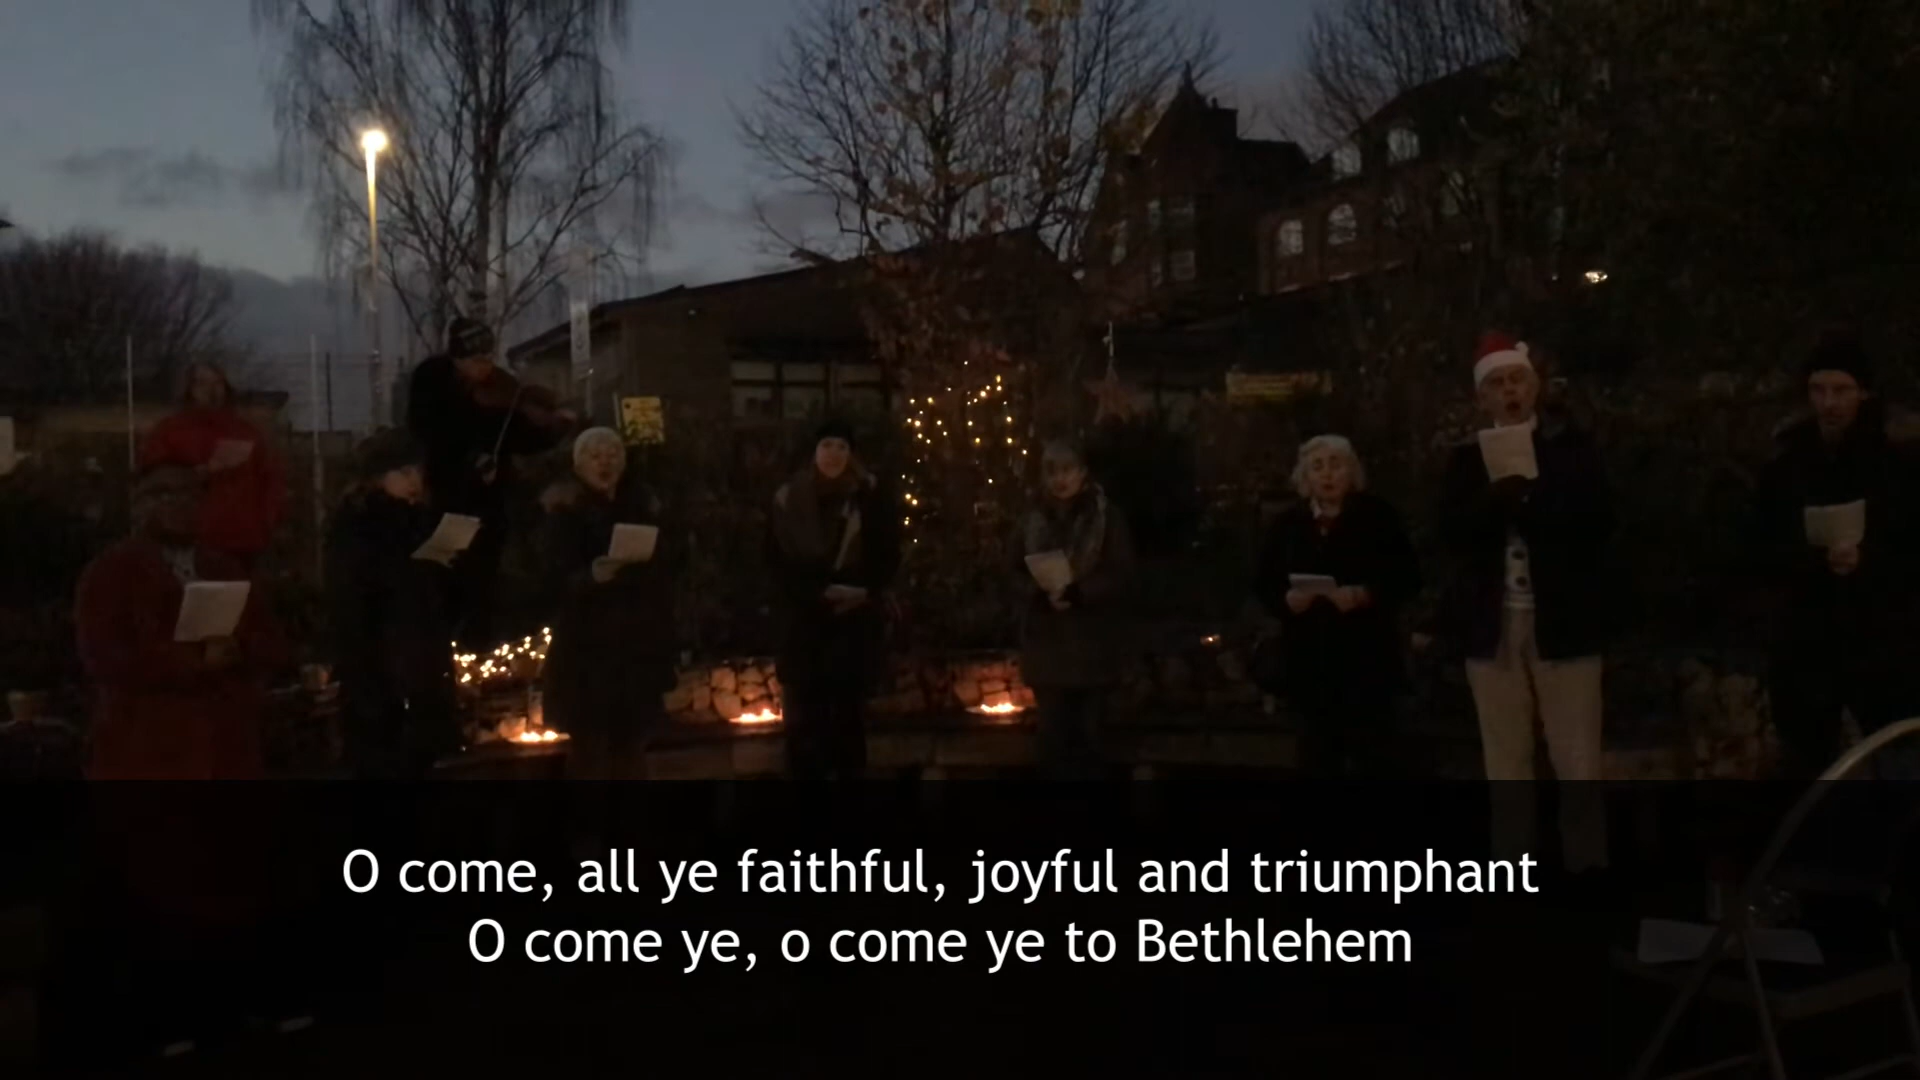 O come, all ye faithful, joyful and triumphant
O come ye, o come ye to Bethlehem